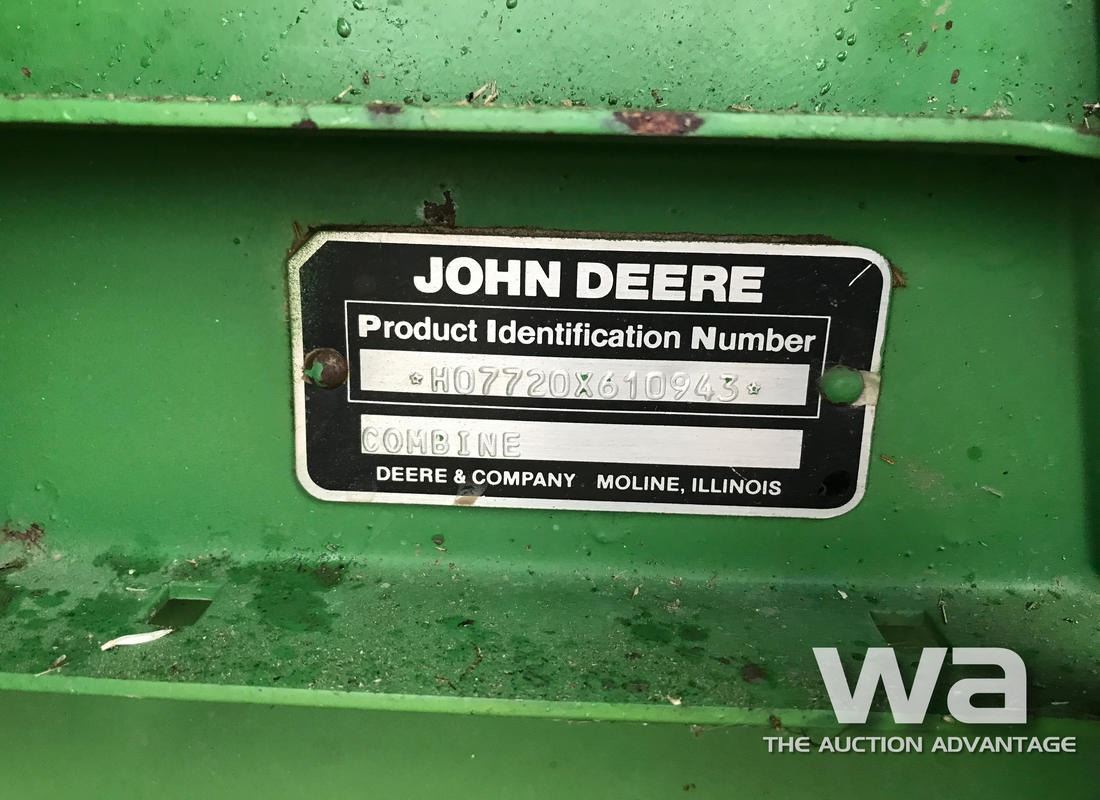 JOHN DEERE
Product Identification Number
*H07720X610943*
COMBINE
DEERE & COMPANY MOLINE, ILLINOIS
wa
THE AUCTION ADVANTAGE